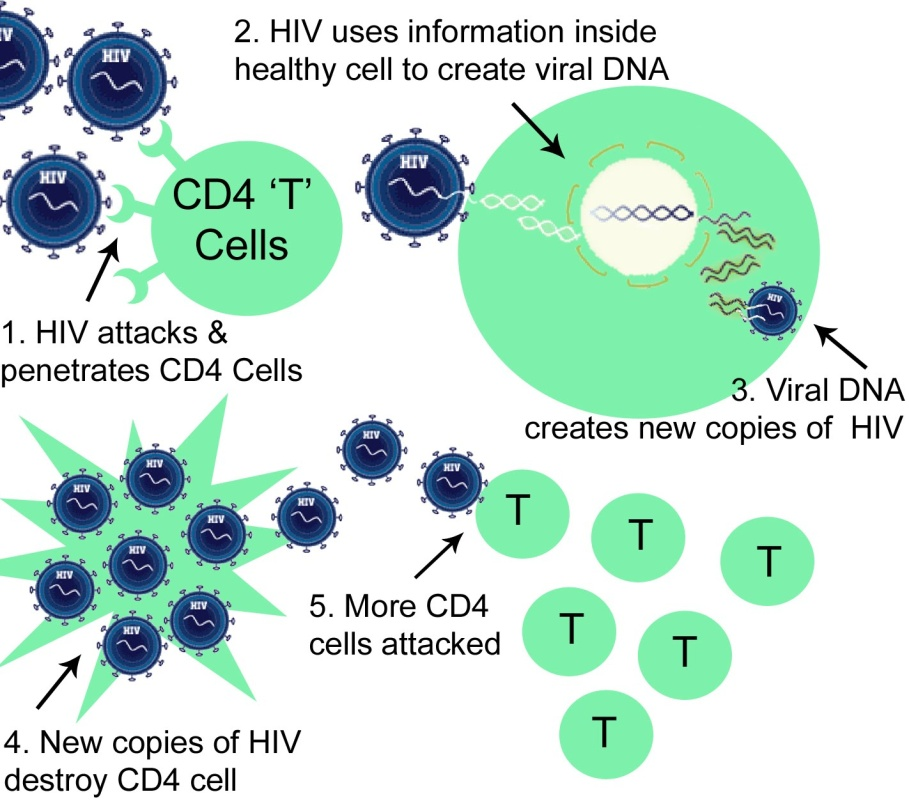 2. HIV uses information inside
healthy cell to create viral DNA
HIV
HIV
HIV
CD4 ‘T’
Cells
HIV
1. HIV attacks &
penetrates CD4 Cells
3. Viral DNA
creates new copies of HIV
HIV
HIV
HIV
HIV
HIV
HIV
HIV
HIV
HIV
HIV
T
T
T
T
T
T
5. More CD4
cells attacked
4. New copies of HIV
destroy CD4 cell